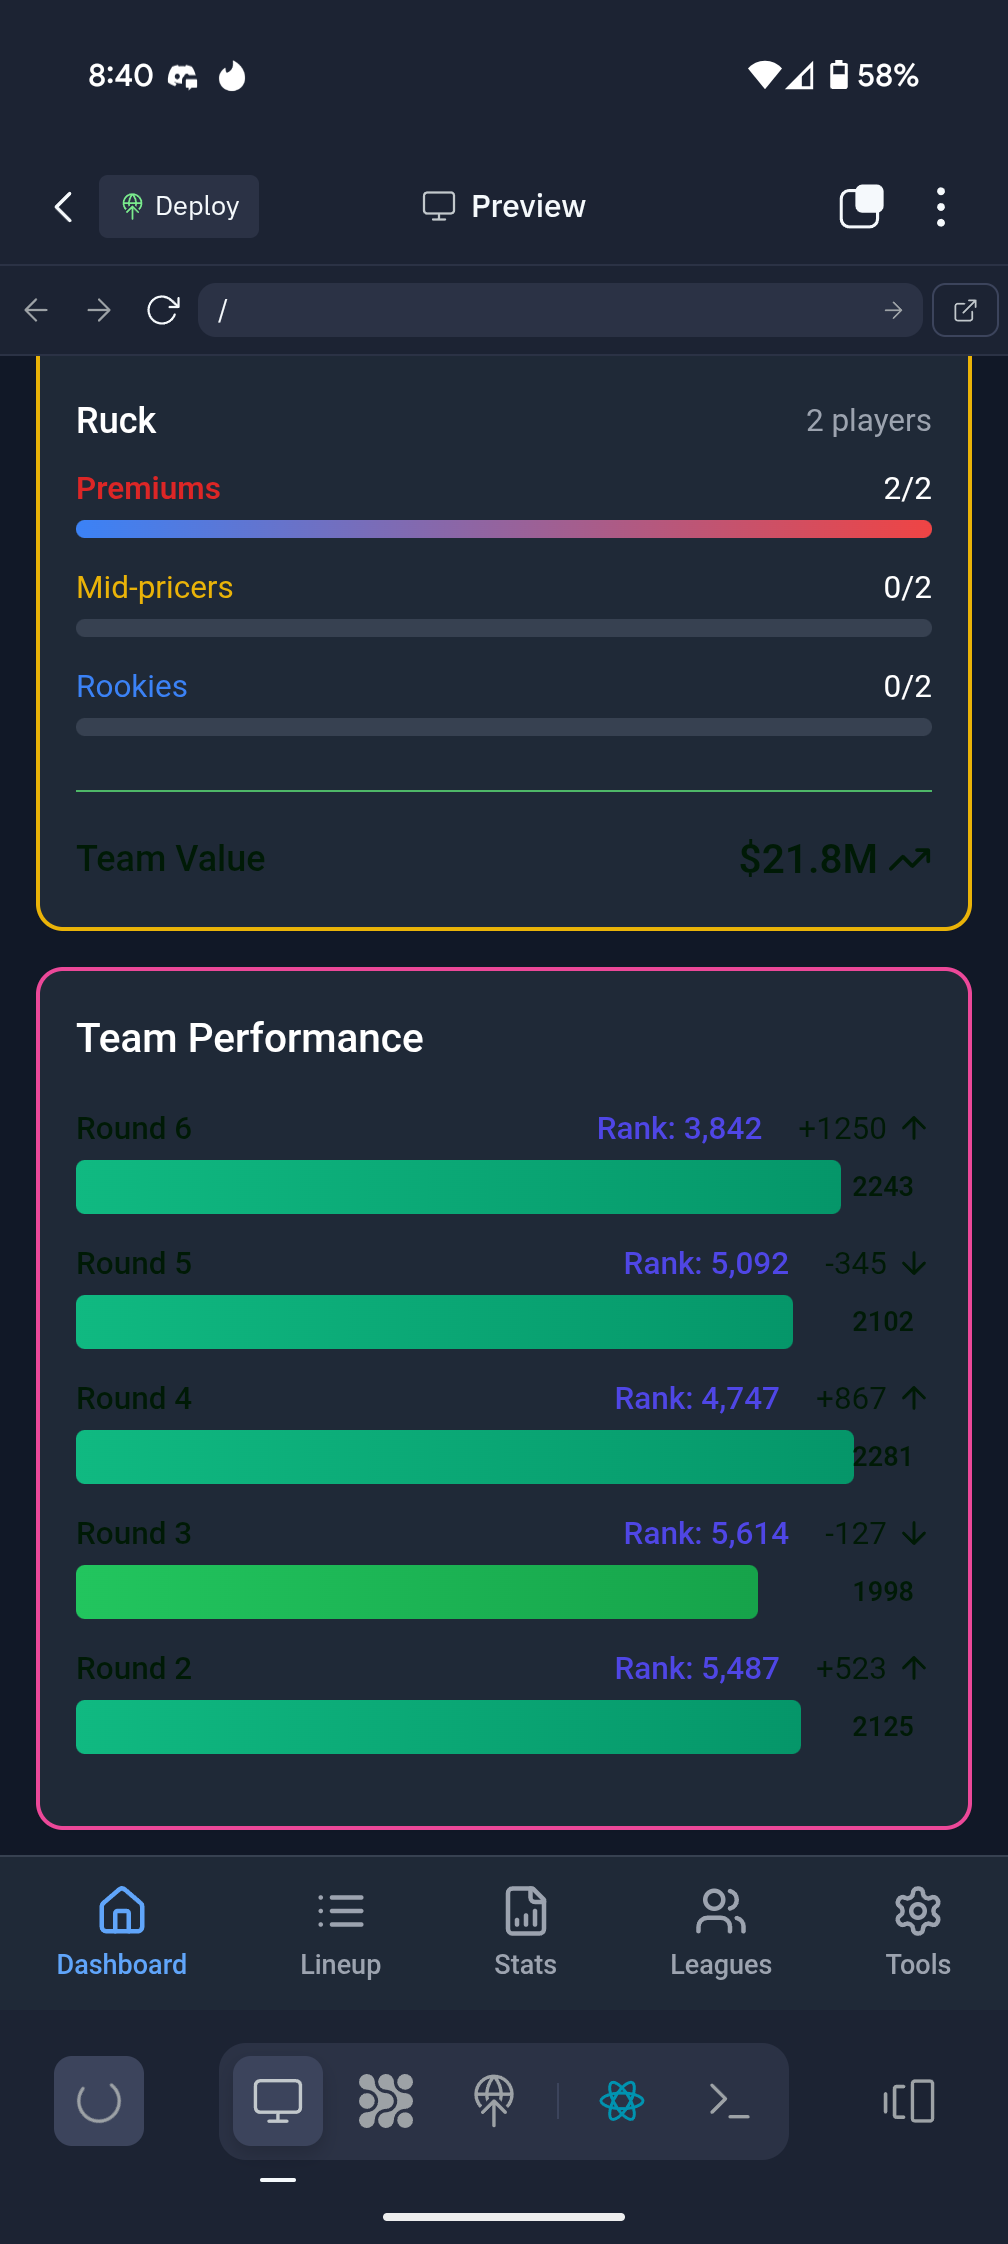 8:40
58%
Deploy
Preview
/
Ruck 2 players
Premiums 2/2
Mid-pricers 0/2
Rookies 0/2
Team Value $21.8M
Team Performance
Round 6 Rank: 3,842 +1250
2243
Round 5 Rank: 5,092 -345
2102
Round 4 Rank: 4,747 +867
2281
Round 3 Rank: 5,614 -127
1998
Round 2 Rank: 5,487 +523
2125
Dashboard Lineup Stats Leagues Tools